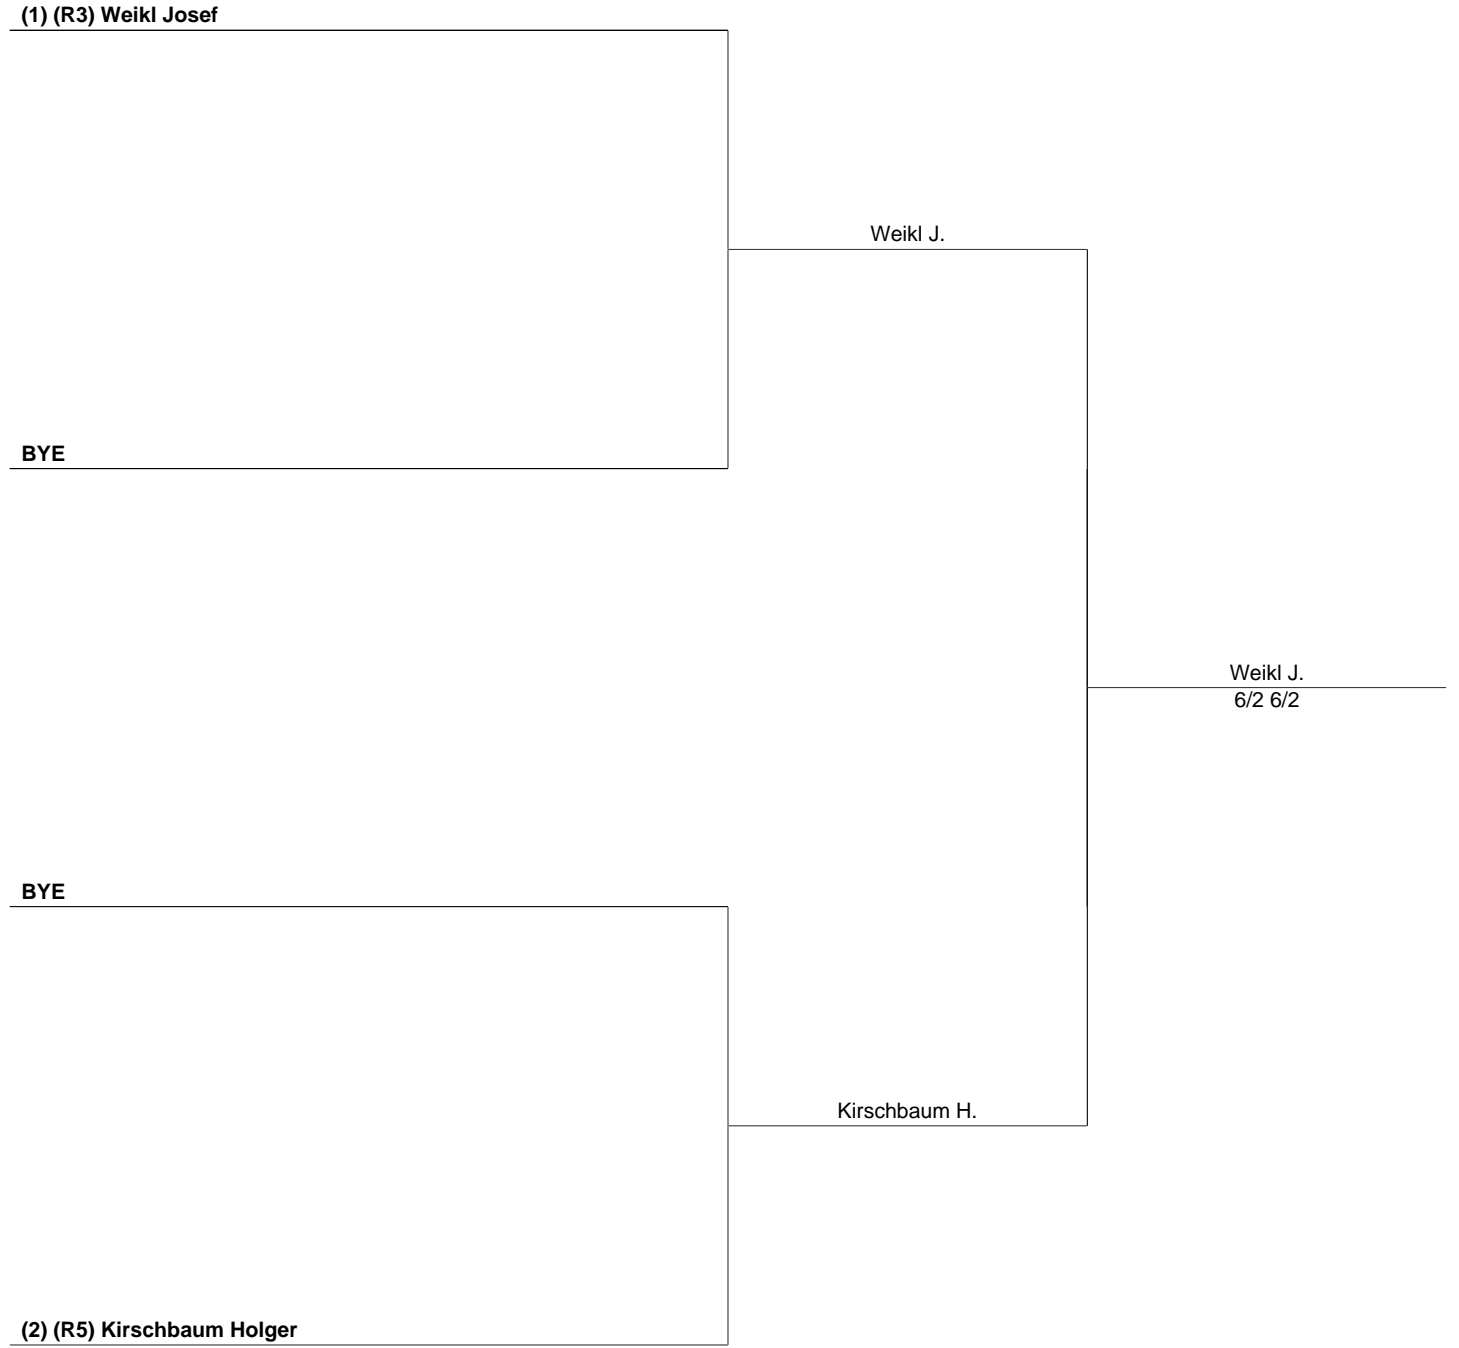 (1) (R3) Weikl Josef
Weikl J.
BYE
Weikl J.
6/2 6/2
BYE
Kirschbaum H.
(2) (R5) Kirschbaum Holger